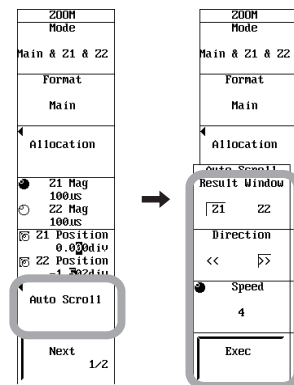 ZOOM
Mode
Main & Z1 & Z2
Format
Main
Allocation
Z1 Mag
100us
Z2 Mag
100us
Z1 Position
0.000div
Z2 Position
-1.302div
Auto Scroll
Next
1/2
ZOOM
Mode
Main & Z1 & Z2
Format
Main
Allocation
Auto Scroll
Result Window
Z1 Z2
Direction
<< >>
Speed
4
Exec